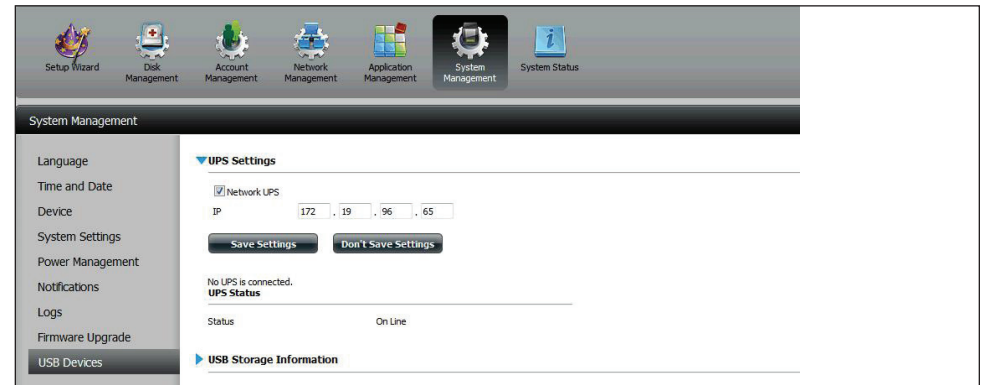 Setup Wizard
Disk Management
Account Management
Network Management
Application Management
System Management
System Status
System Management
Language
Time and Date
Device
System Settings
Power Management
Notifications
Logs
Firmware Upgrade
USB Devices
UPS Settings
Network UPS
IP 172 . 19 . 96 . 65
Save Settings Don't Save Settings
No UPS is connected.
UPS Status
Status On Line
USB Storage Information